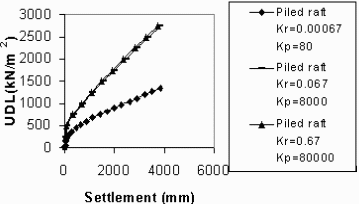 UDL(kN/m²)
3000
2500
2000
1500
1000
500
0
0
2000
4000
6000
Settlement (mm)
Piled raft
Kr=0.00067
Kp=80
Piled raft
Kr=0.067
Kp=8000
Piled raft
Kr=0.67
Kp=80000